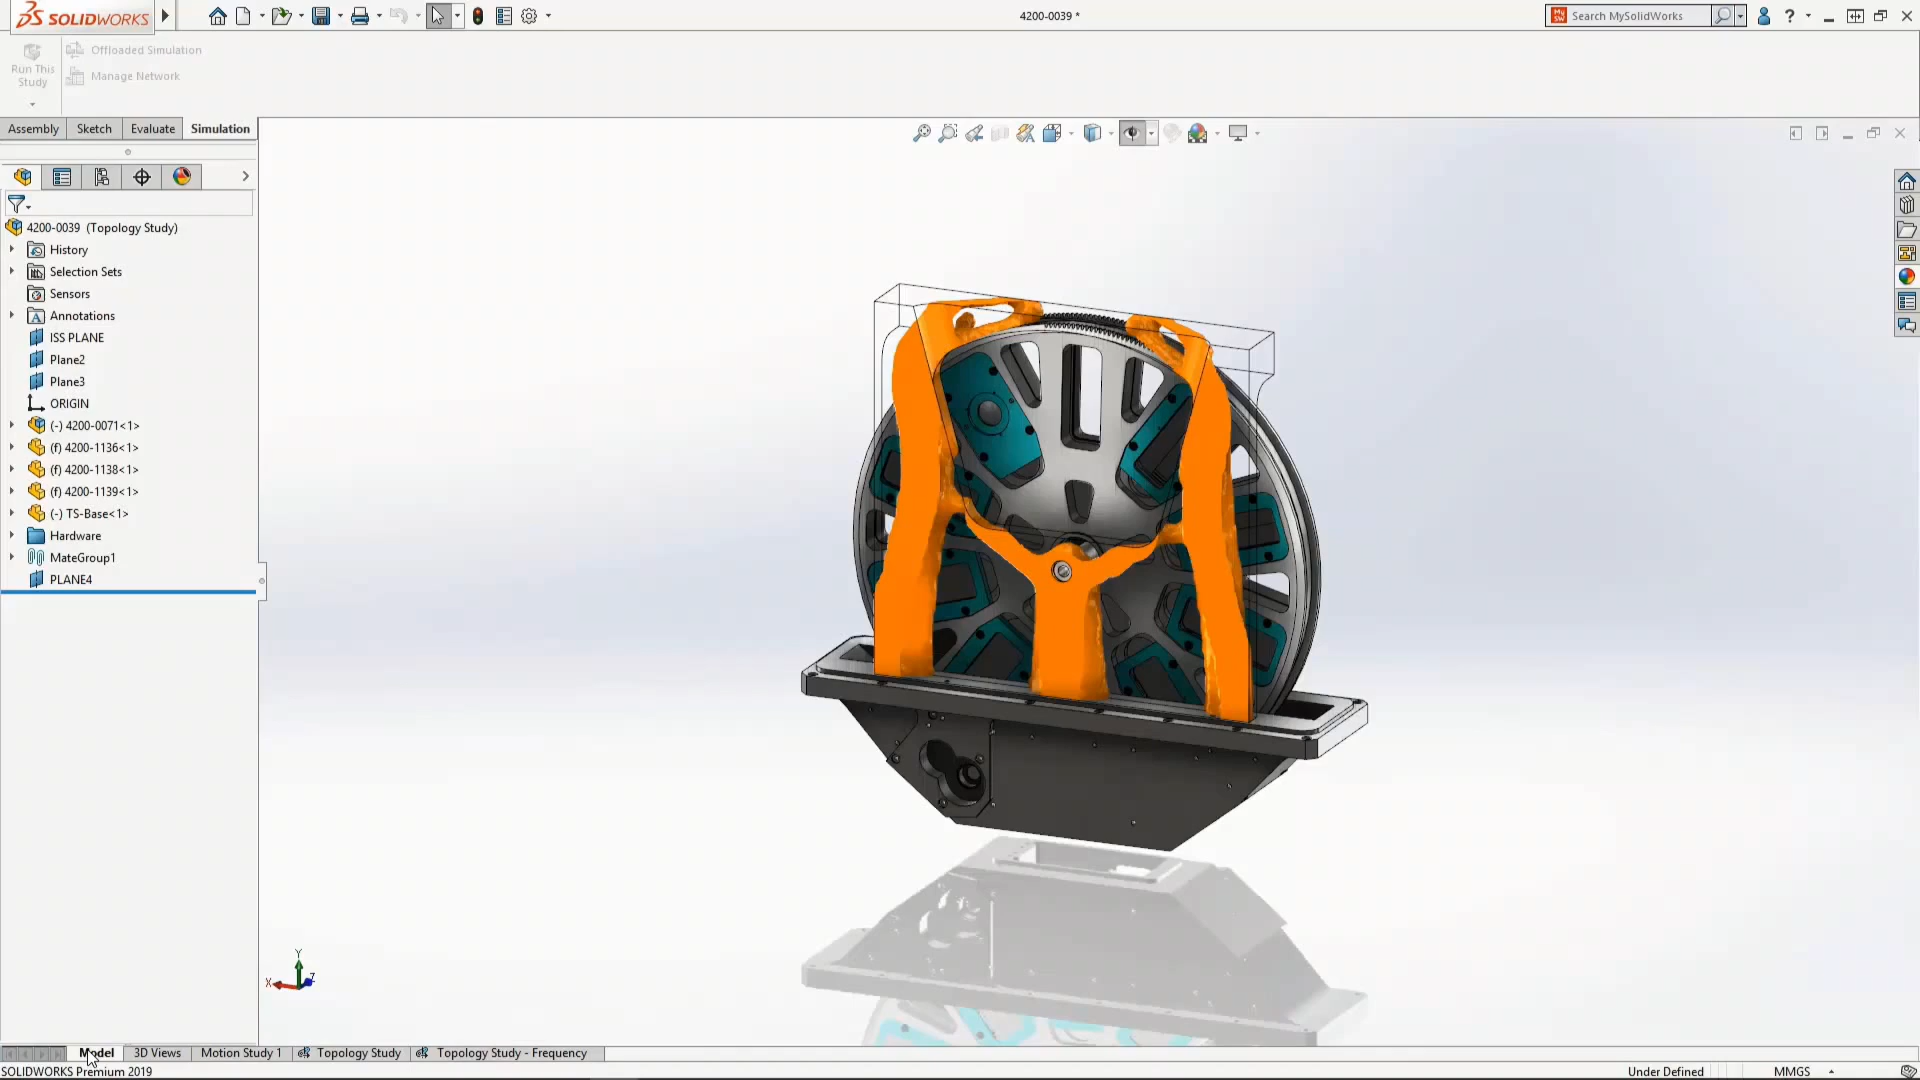 SOLIDWORKS
4200-0039 *
Search MySolidWorks
Run This
Study
Offloaded Simulation
Manage Network
Assembly
Sketch
Evaluate
Simulation
4200-0039 (Topology Study)
History
Selection Sets
Sensors
Annotations
ISS PLANE
Plane2
Plane3
ORIGIN
(-) 4200-0071<1>
(f) 4200-1136<1>
(f) 4200-1138<1>
(f) 4200-1139<1>
(-) TS-Base<1>
Hardware
MateGroup1
PLANE4
Y
X
Z
Model
3D Views
Motion Study 1
Topology Study
Topology Study - Frequency
SOLIDWORKS Premium 2019
Under Defined
MMGS